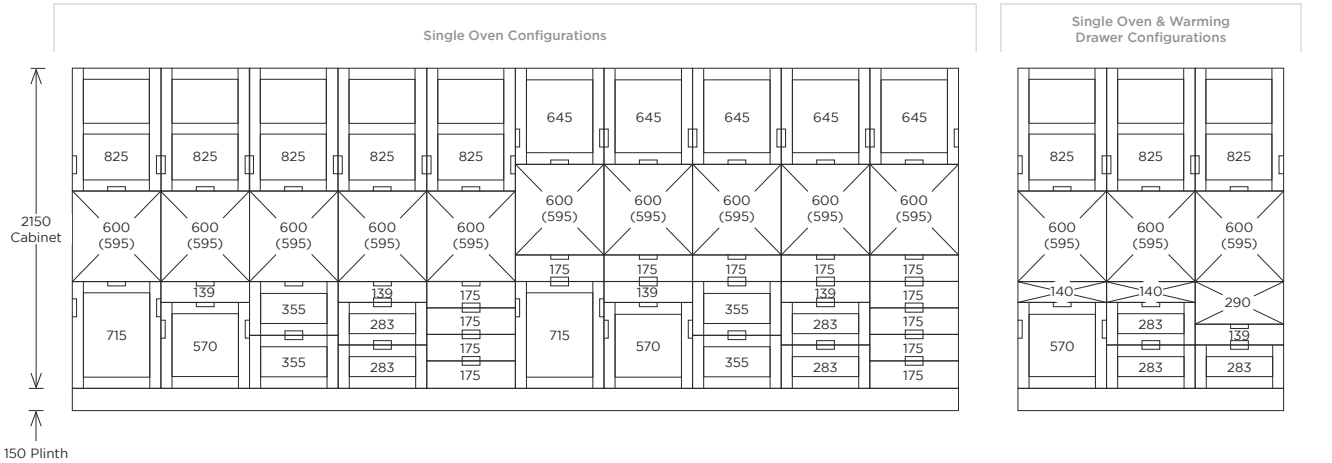 Single Oven Configurations
Single Oven & Warming
Drawer Configurations
645 645 645 645 645
825 825 825 825 825
825 825 825
600 600 600 600 600
(595) (595) (595) (595) (595)
2150
Cabinet
600 600 600 600 600
(595) (595) (595) (595) (595)
600 600 600
(595) (595) (595)
175 175 175 175 175
139 175 139 139 175
140 140 290
355 283 175 355 283 175
283
715 570 715 570
139
175 175
570
355 283 175 355 283 175
283 283
150 Plinth